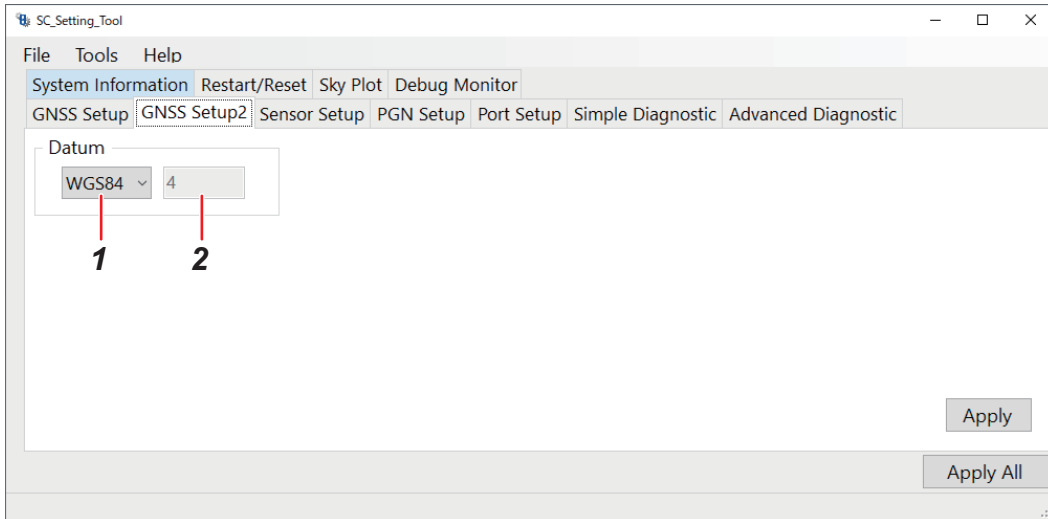 SC_Setting_Tool
File Tools Help
System Information Restart/Reset Sky Plot Debug Monitor
GNSS Setup GNSS Setup2 Sensor Setup PGN Setup Port Setup Simple Diagnostic Advanced Diagnostic
Datum
WGS84 4
1 2
Apply
Apply All